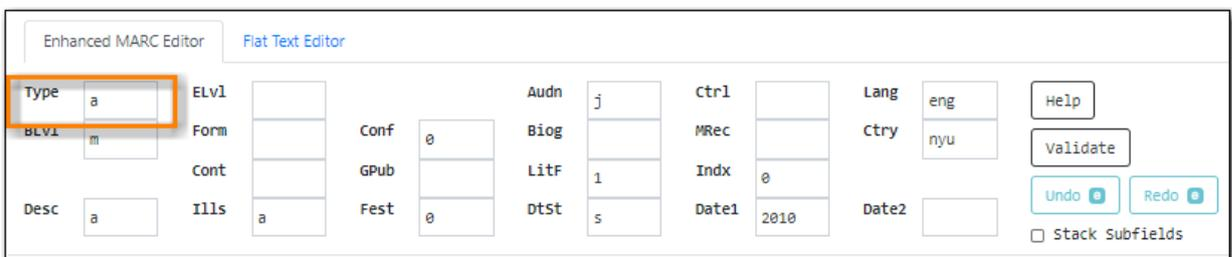 Enhanced MARC Editor Flat Text Editor
Type a ELvl Audn j Ctrl Lang eng Help
BLvl m Form Conf 0 Biog MRec Ctry nyu Validate
Cont GPub LitF 1 Indx 0
Desc a Ills a Fest 0 DtSt s Date1 2010 Date2 Undo 0 Redo 0
Stack Subfields